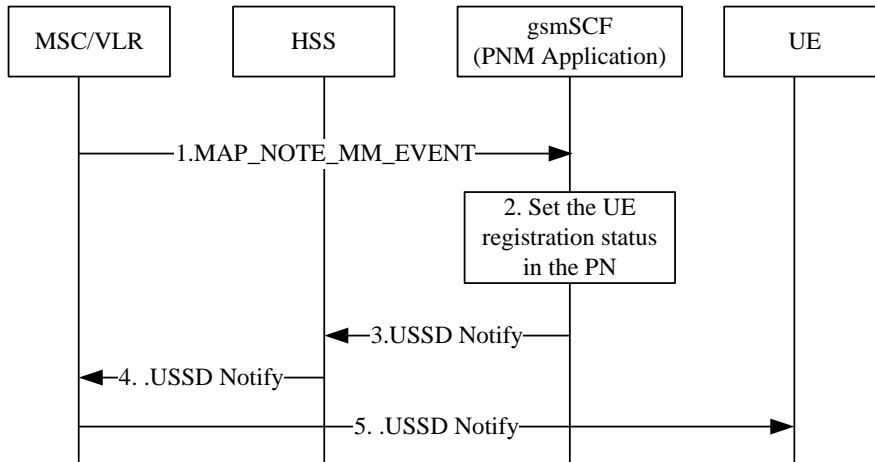 MSC/VLR
HSS
gsmSCF
(PNM Application)
UE
1.MAP_NOTE_MM_EVENT
2. Set the UE
registration status
in the PN
3.USSD Notify
4. .USSD Notify
5. .USSD Notify